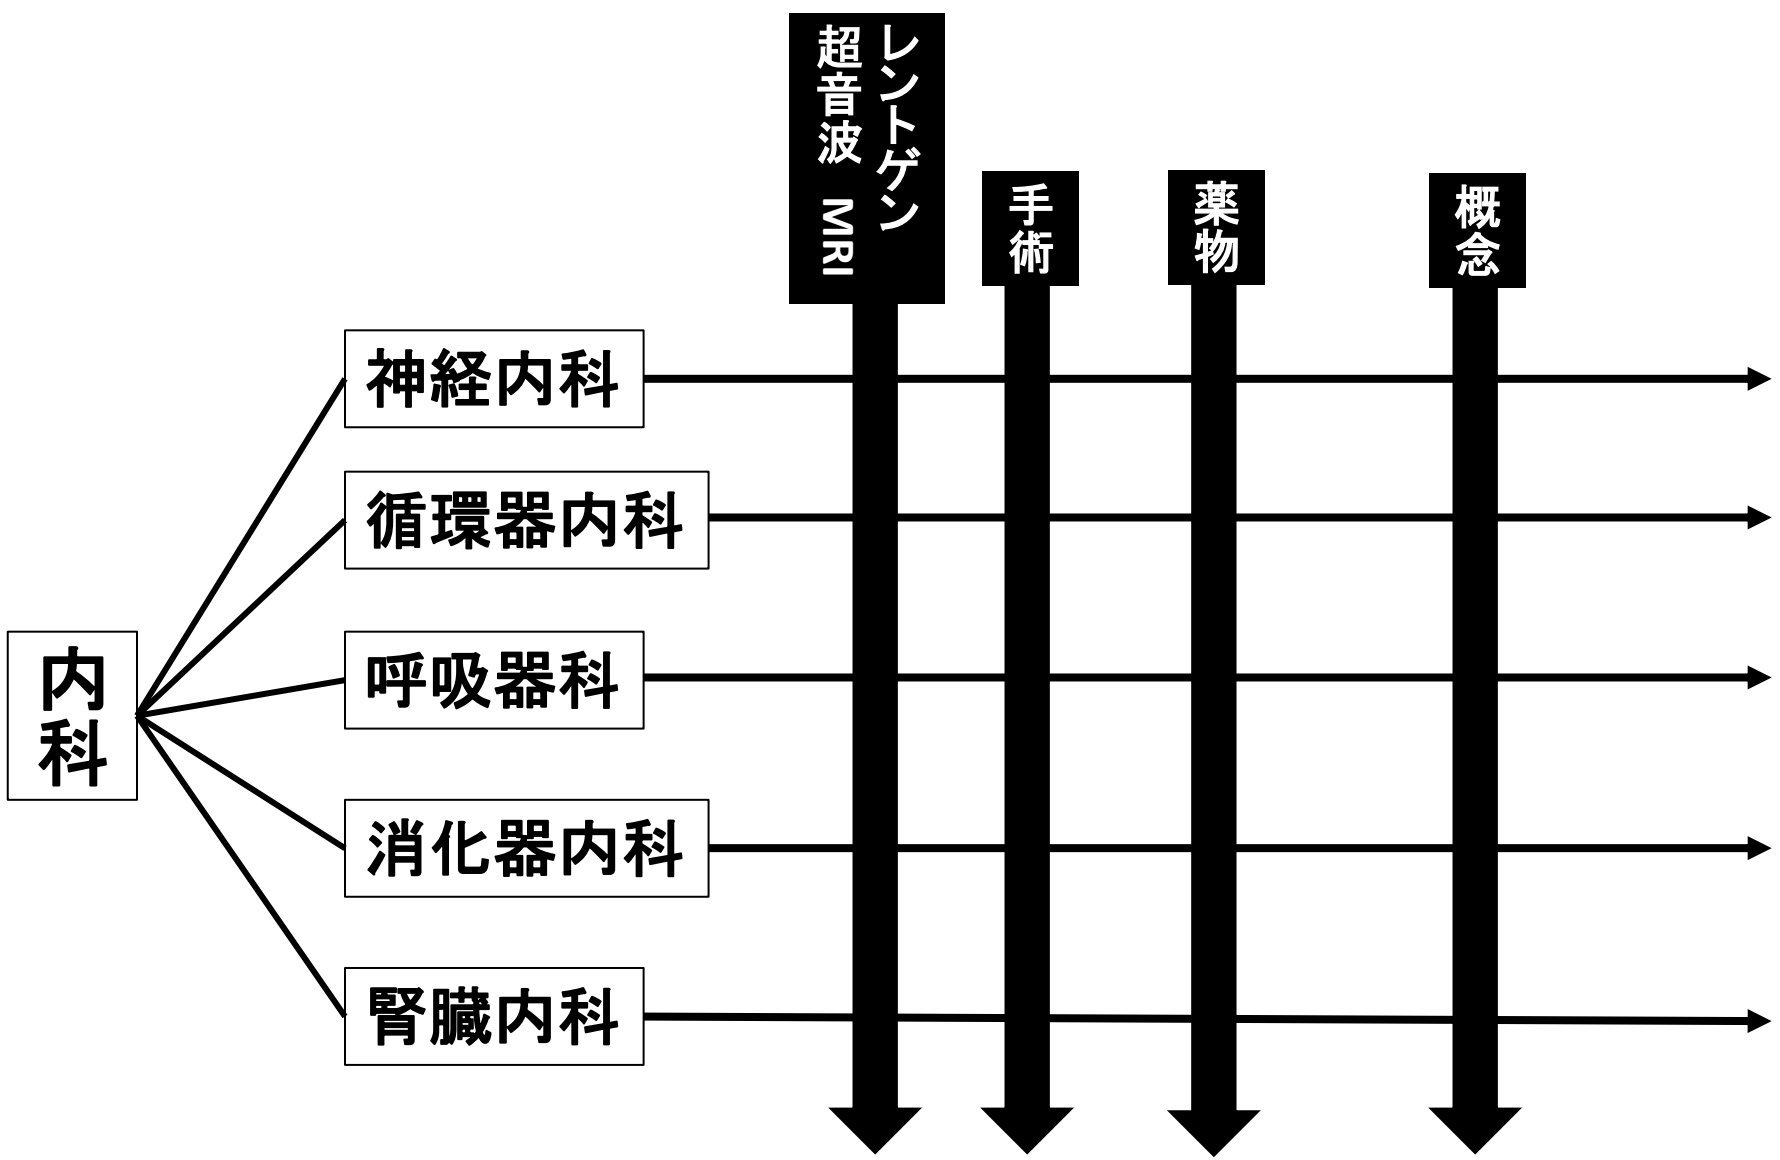 レントゲン
超音波 MRI
手術
薬物
概念
神経内科
循環器内科
呼吸器科
消化器内科
腎臓内科
内科